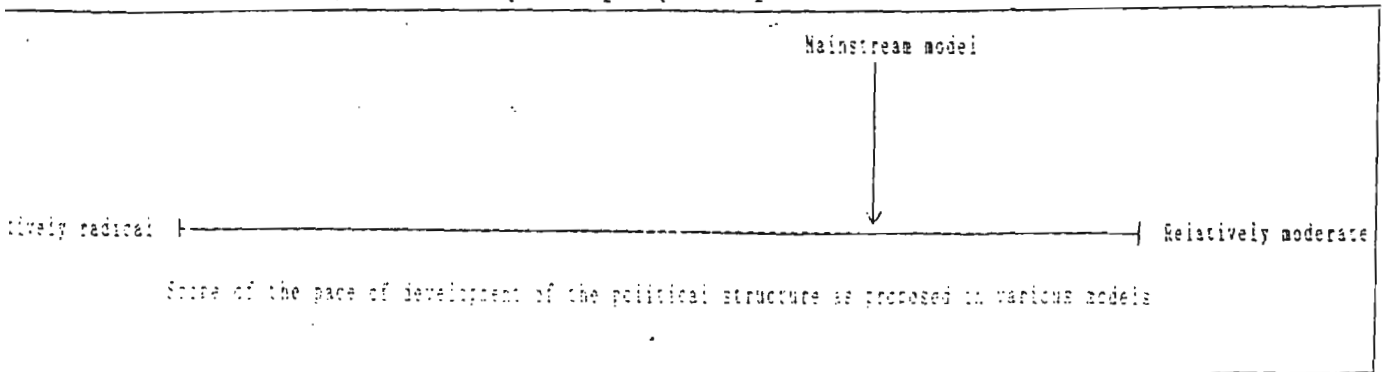 Mainstream model
tively radical
Relatively moderate
Scope of the pace of development of the political structure as proposed in various models